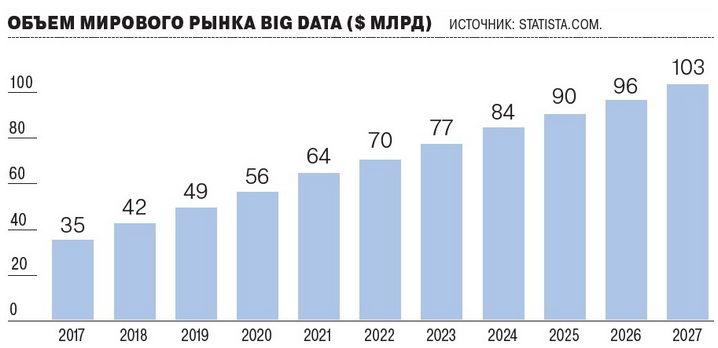 ОБЪЕМ МИРОВОГО РЫНКА BIG DATA ($ МЛРД) ИСТОЧНИК: STATISTA.COM.
100
80
60
40
20
0
35 42 49 56 64 70 77 84 90 96 103
2017 2018 2019 2020 2021 2022 2023 2024 2025 2026 2027